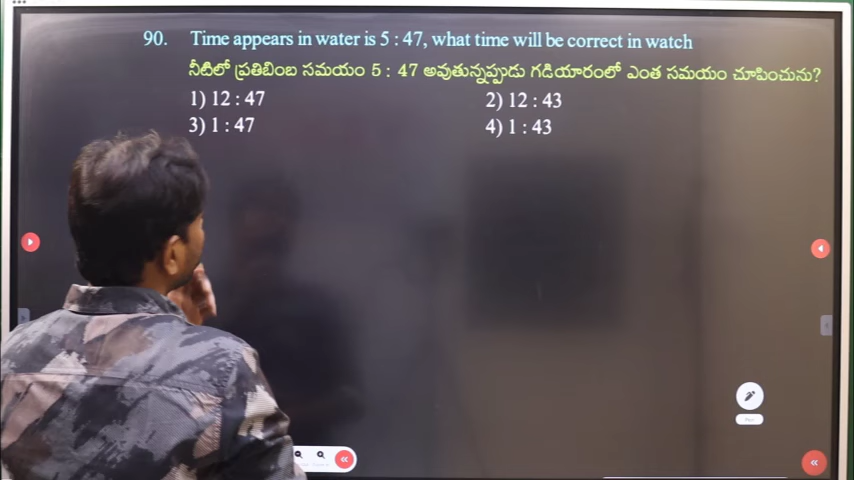 90. Time appears in water is 5 : 47, what time will be correct in watch
నీటిలో ప్రతిబింబ సమయం 5 : 47 అవుతున్నప్పుడు గడియారంలో ఎంత సమయం చూపించును?
1) 12 : 47 2) 12 : 43
3) 1 : 47 4) 1 : 43